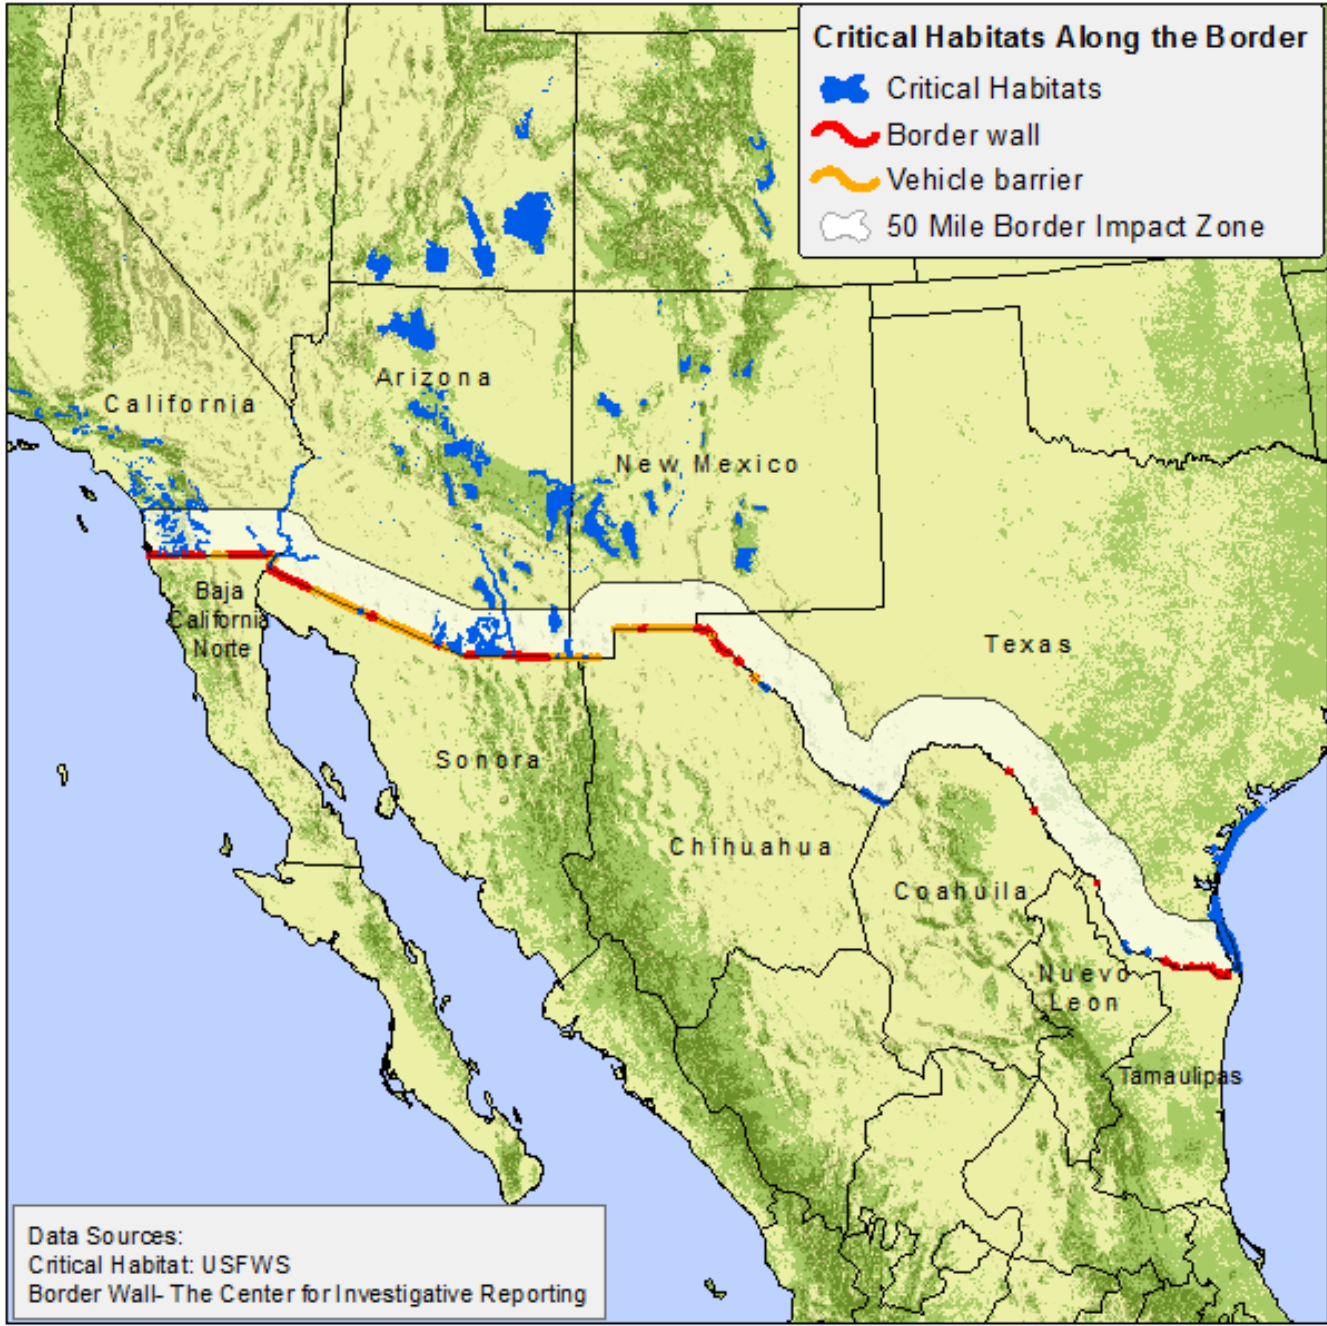 Critical Habitats Along the Border
Critical Habitats
Border wall
Vehicle barrier
50 Mile Border Impact Zone
Arizona
California
New Mexico
Baja
California
Norte
Texas
Sonora
Chihuahua
Coahuila
Nuevo
Leon
Tamaulipas
Data Sources:
Critical Habitat: USFWS
Border Wall- The Center for Investigative Reporting